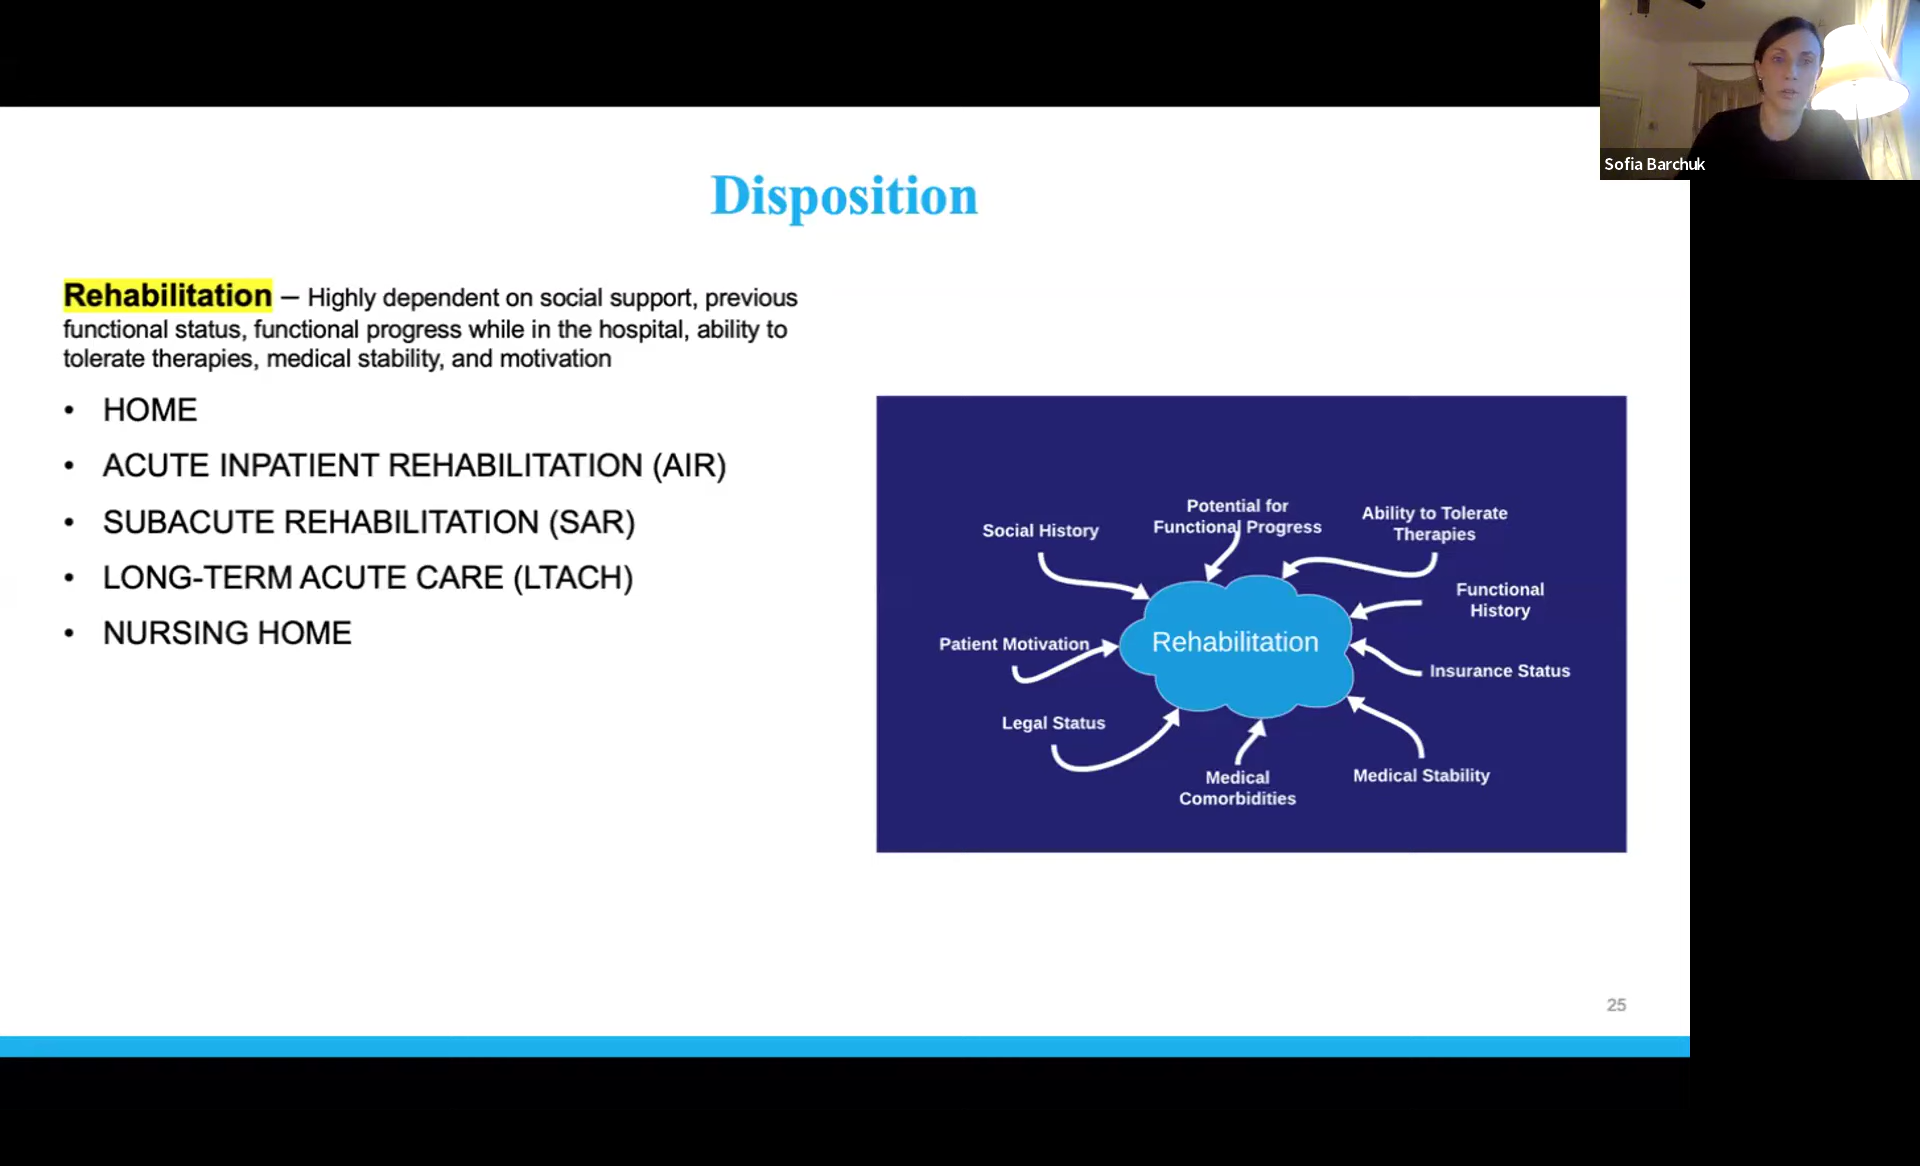 Sofia Barchuk
Disposition
Rehabilitation – Highly dependent on social support, previous
functional status, functional progress while in the hospital, ability to
tolerate therapies, medical stability, and motivation
• HOME
• ACUTE INPATIENT REHABILITATION (AIR)
• SUBACUTE REHABILITATION (SAR)
• LONG-TERM ACUTE CARE (LTACH)
• NURSING HOME
Social History
Potential for
Functional Progress
Ability to Tolerate
Therapies
Functional
History
Patient Motivation
Rehabilitation
Insurance Status
Legal Status
Medical
Comorbidities
Medical Stability
25